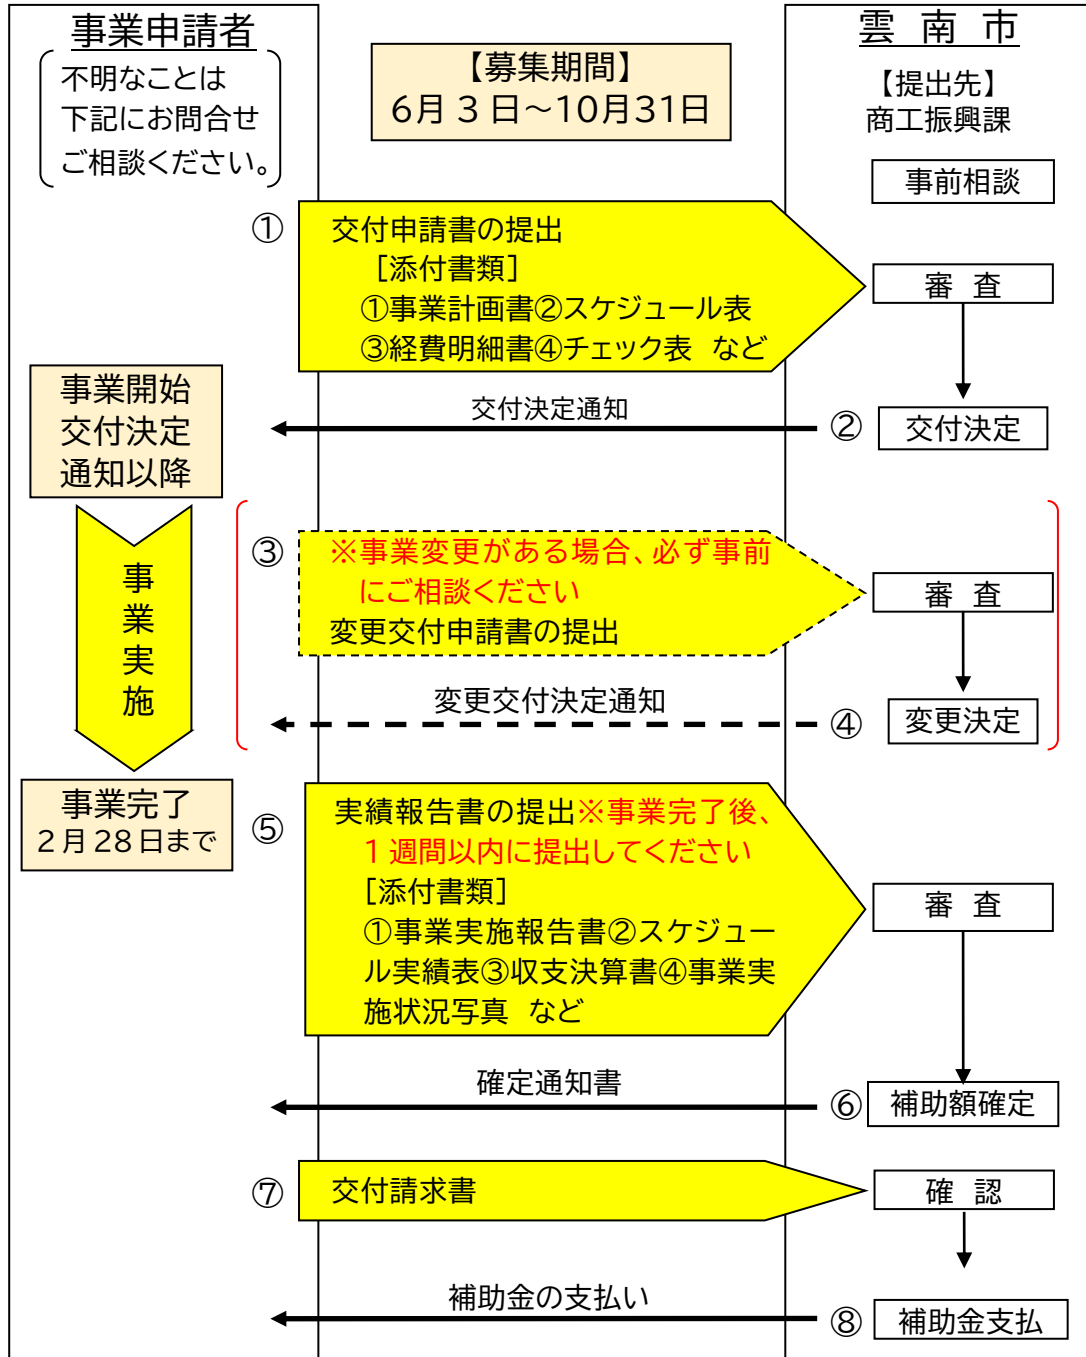 事業申請者
不明なことは
下記にお問合せ
ご相談ください。
【募集期間】
6月3日～10月31日
雲 南 市
【提出先】
商工振興課
事前相談
①
交付申請書の提出
[添付書類]
①事業計画書②スケジュール表
③経費明細書④チェック表 など
審 査
事業開始
交付決定
通知以降
交付決定通知
②
交付決定
事業実施
③
※事業変更がある場合、必ず事前
にご相談ください
変更交付申請書の提出
審 査
変更交付決定通知
④
変更決定
事業完了
2月28日まで
⑤
実績報告書の提出※事業完了後、
1週間以内に提出してください
[添付書類]
①事業実施報告書②スケジュー
ル実績表③収支決算書④事業実
施状況写真 など
審 査
確定通知書
⑥
補助額確定
⑦
交付請求書
確 認
補助金の支払い
⑧
補助金支払